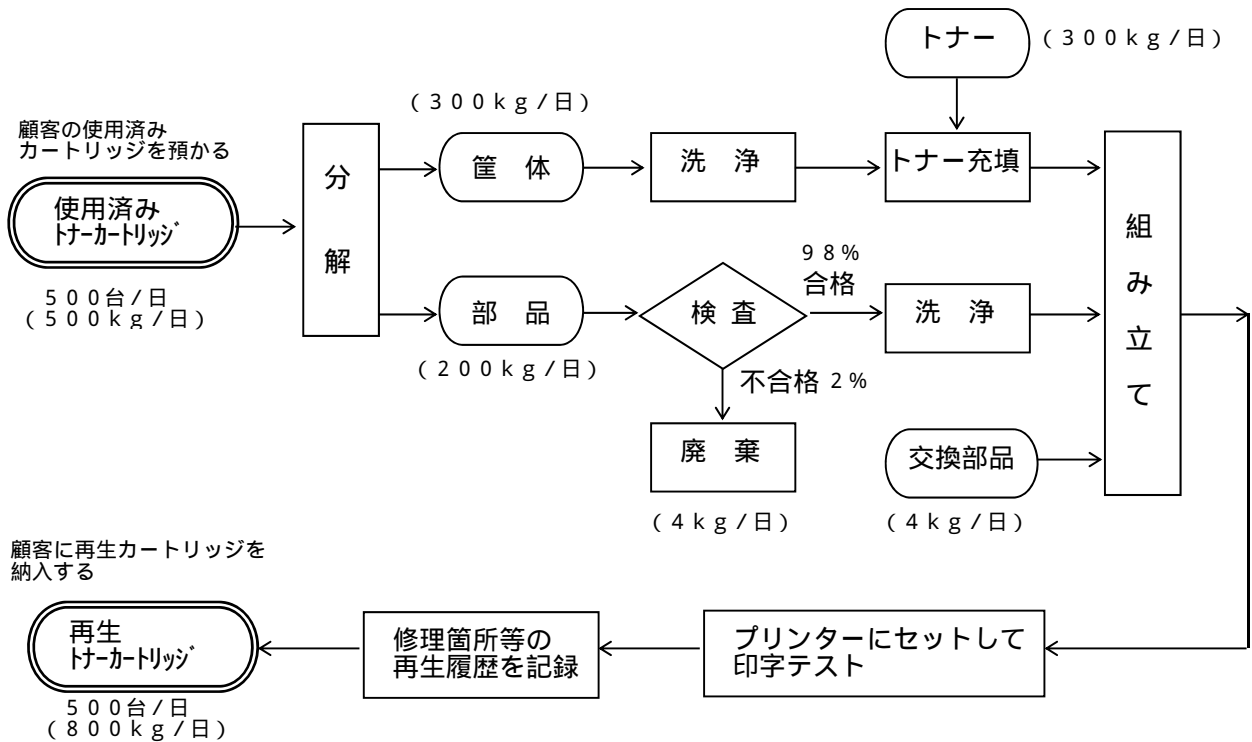 トナー
(300kg/日)
(300kg/日)
顧客の使用済み
カートリッジを預かる
使用済み
ﾄﾅｰｶｰﾄﾘｯｼﾞ
500台/日
(500kg/日)
分解
筐 体
洗 浄
トナー充填
部 品
(200kg/日)
検 査
98%
合格
洗 浄
不合格 2%
廃 棄
(4kg/日)
交換部品
(4kg/日)
組み立て
顧客に再生カートリッジを
納入する
再生
ﾄﾅｰｶｰﾄﾘｯｼﾞ
500台/日
(800kg/日)
修理箇所等の
再生履歴を記録
プリンターにセットして
印字テスト